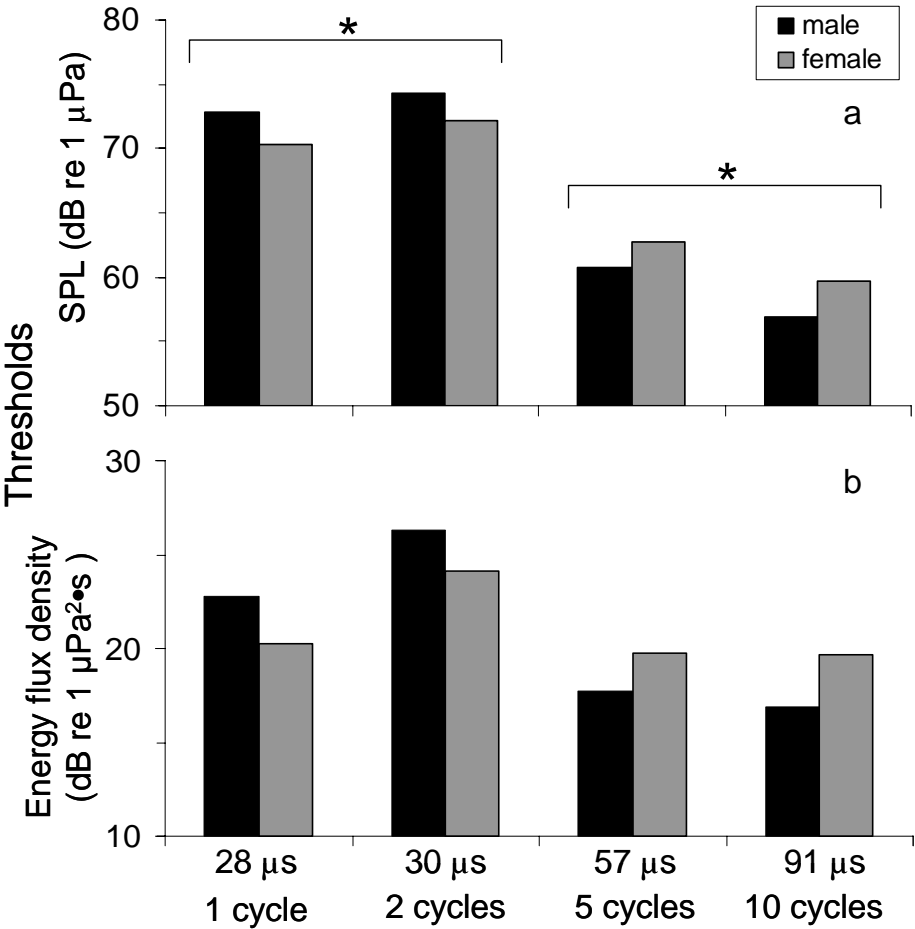 80
*
male
female
a
70
*
60
50
SPL (dB re 1 μPa)
Thresholds
30
b
20
10
Energy flux density
(dB re 1 μPa²•s )
28 μs 30 μs 57 μs 91 μs
1 cycle 2 cycles 5 cycles 10 cycles